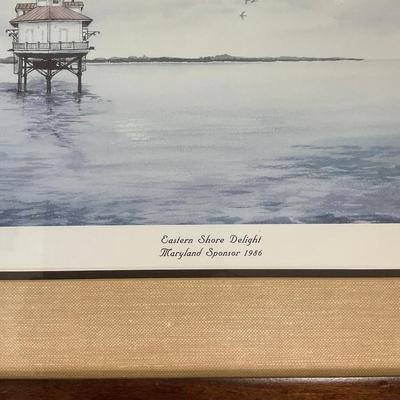 Eastern Shore Delight
Maryland Sponsor 1986